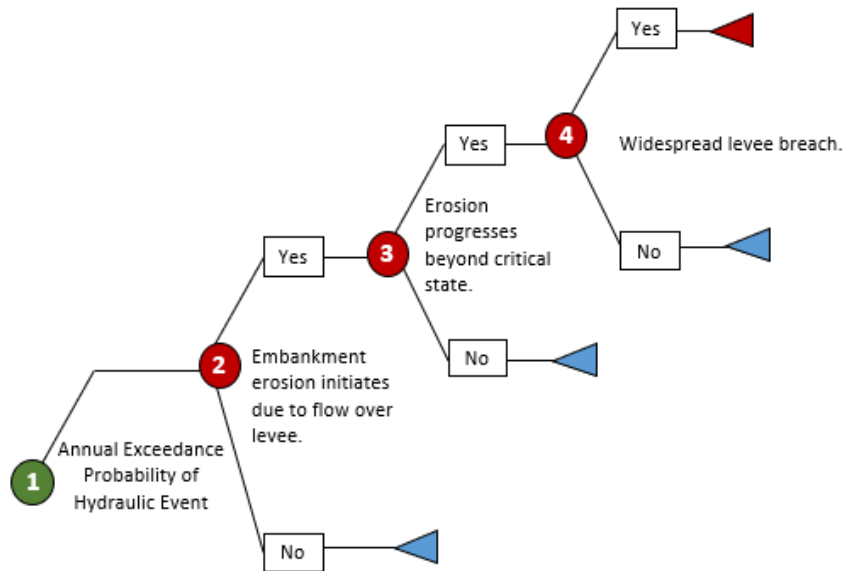 Yes
4
Widespread levee breach.
Yes
Erosion
progresses
beyond critical
state.
No
Yes
3
No
2
Embankment
erosion initiates
due to flow over
levee.
1
Annual Exceedance
Probability of
Hydraulic Event
No